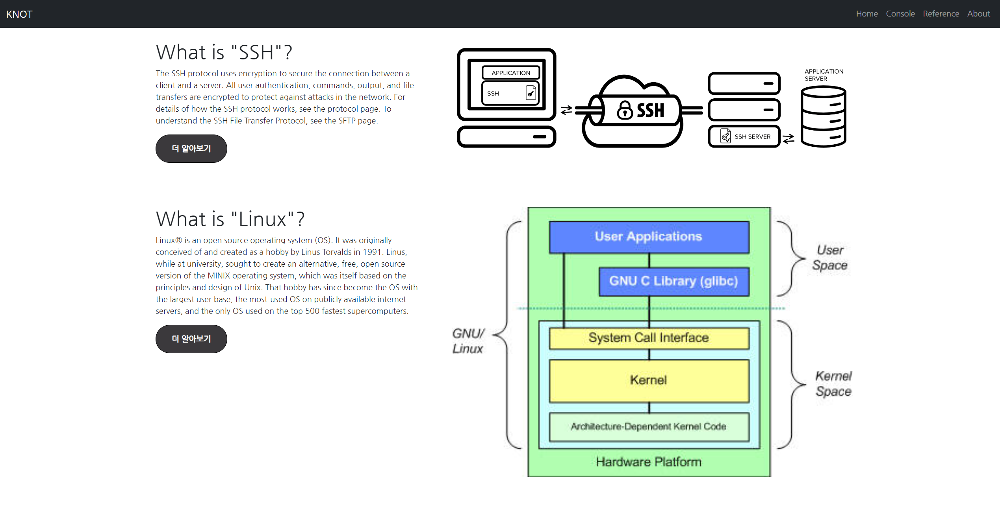 KNOT
Home Console Reference About
What is "SSH"?
The SSH protocol uses encryption to secure the connection between a
client and a server. All user authentication, commands, output, and file
transfers are encrypted to protect against attacks in the network. For
details of how the SSH protocol works, see the protocol page. To
understand the SSH File Transfer Protocol, see the SFTP page.
더 알아보기
APPLICATION
SSH
SSH
SSH SERVER
APPLICATION
SERVER
What is "Linux"?
Linux® is an open source operating system (OS). It was originally
conceived of and created as a hobby by Linus Torvalds in 1991. Linus,
while at university, sought to create an alternative, free, open source
version of the MINIX operating system, which was itself based on the
principles and design of Unix. That hobby has since become the OS with
the largest user base, the most-used OS on publicly available internet
servers, and the only OS used on the top 500 fastest supercomputers.
더 알아보기
GNU/
Linux
User Applications
GNU C Library (glibc)
System Call Interface
Kernel
Architecture-Dependent Kernel Code
Hardware Platform
User
Space
Kernel
Space